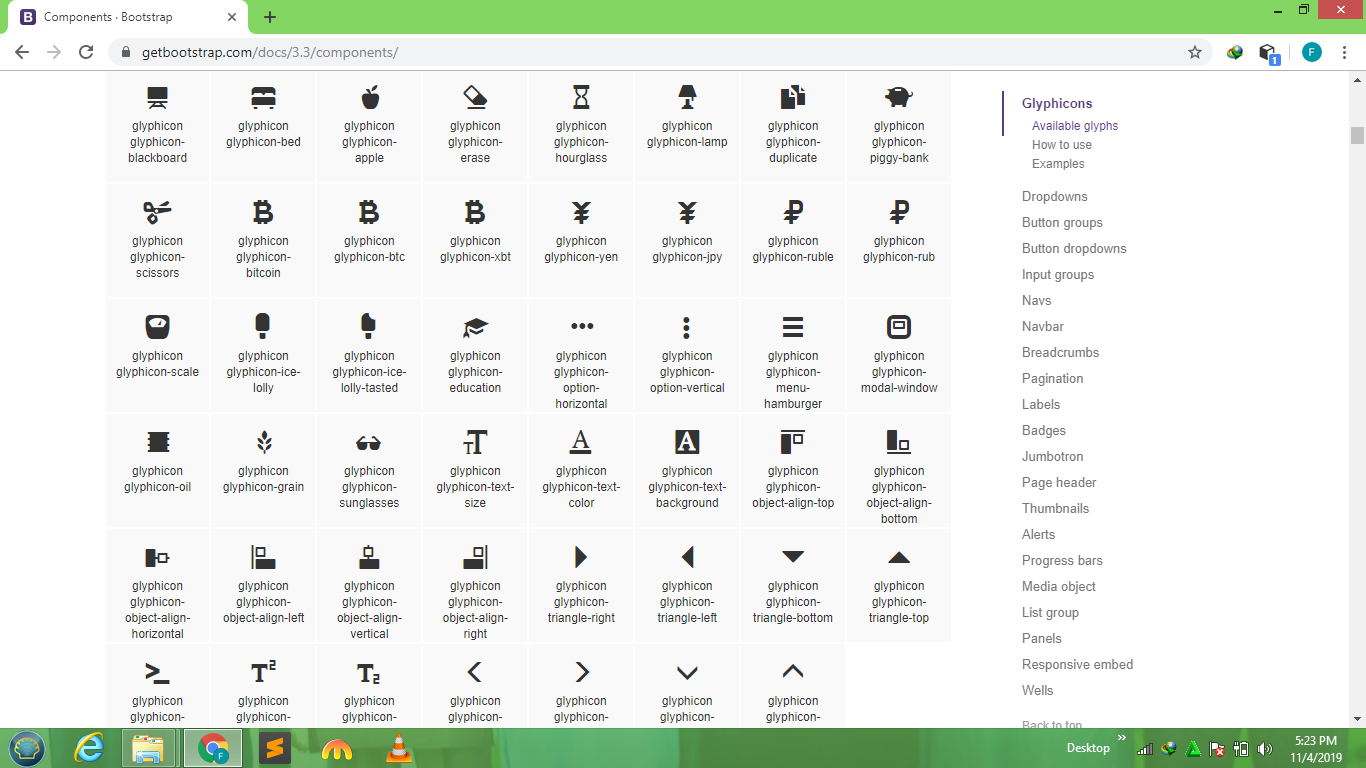 Components · Bootstrap
getbootstrap.com/docs/3.3/components/
1
F
glyphicon
glyphicon-
blackboard
glyphicon
glyphicon-bed
glyphicon
glyphicon-
apple
glyphicon
glyphicon-
erase
glyphicon
glyphicon-
hourglass
glyphicon
glyphicon-lamp
glyphicon
glyphicon-
duplicate
glyphicon
glyphicon-
piggy-bank
glyphicon
glyphicon-
scissors
glyphicon
glyphicon-
bitcoin
glyphicon
glyphicon-btc
glyphicon
glyphicon-xbt
glyphicon
glyphicon-yen
glyphicon
glyphicon-jpy
glyphicon
glyphicon-ruble
glyphicon
glyphicon-rub
glyphicon
glyphicon-scale
glyphicon
glyphicon-ice-
lolly
glyphicon
glyphicon-ice-
lolly-tasted
glyphicon
glyphicon-
education
glyphicon
glyphicon-
option-
horizontal
glyphicon
glyphicon-
option-vertical
glyphicon
glyphicon-
menu-
hamburger
glyphicon
glyphicon-
modal-window
glyphicon
glyphicon-oil
glyphicon
glyphicon-grain
glyphicon
glyphicon-
sunglasses
glyphicon
glyphicon-text-
size
glyphicon
glyphicon-text-
color
glyphicon
glyphicon-text-
background
glyphicon
glyphicon-
object-align-top
glyphicon
glyphicon-
object-align-
bottom
glyphicon
glyphicon-
object-align-
horizontal
glyphicon
glyphicon-
object-align-left
glyphicon
glyphicon-
object-align-
vertical
glyphicon
glyphicon-
object-align-
right
glyphicon
glyphicon-
triangle-right
glyphicon
glyphicon-
triangle-left
glyphicon
glyphicon-
triangle-bottom
glyphicon
glyphicon-
triangle-top
glyphicon
glyphicon-
glyphicon
glyphicon-
glyphicon
glyphicon-
glyphicon
glyphicon-
glyphicon
glyphicon-
glyphicon
glyphicon-
glyphicon
glyphicon-
Glyphicons
Available glyphs
How to use
Examples
Dropdowns
Button groups
Button dropdowns
Input groups
Navs
Navbar
Breadcrumbs
Pagination
Labels
Badges
Jumbotron
Page header
Thumbnails
Alerts
Progress bars
Media object
List group
Panels
Responsive embed
Wells
Back to top
Desktop
5:23 PM
11/4/2019